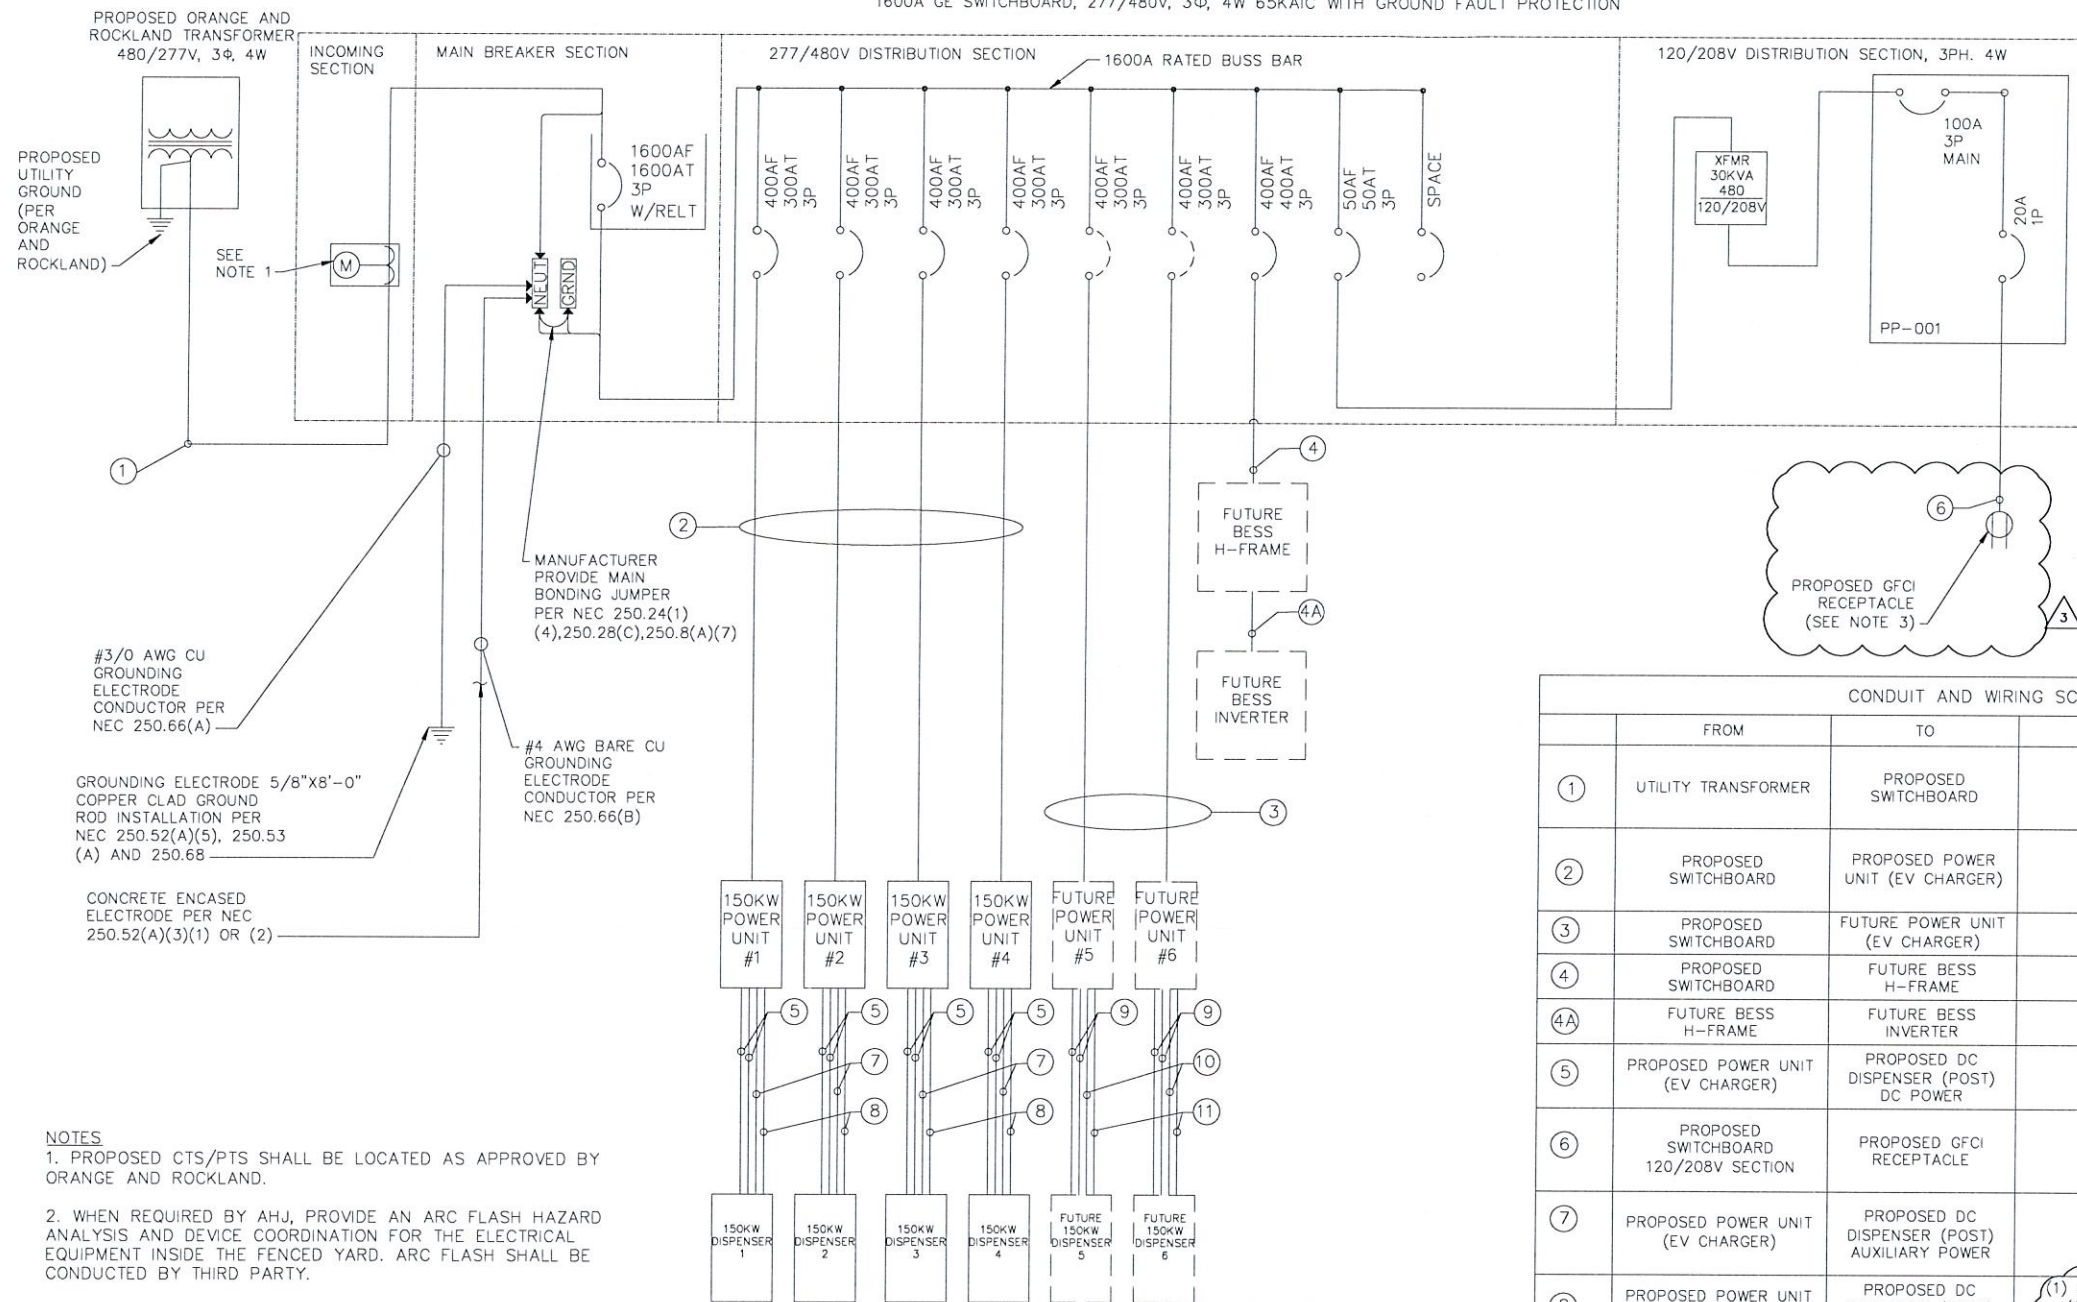 1600A GE SWITCHBOARD, 277/480V, 3Φ, 4W 65KAIC WITH GROUND FAULT PROTECTION
PROPOSED ORANGE AND
ROCKLAND TRANSFORMER
480/277V, 3Φ, 4W
INCOMING
SECTION
MAIN BREAKER SECTION
277/480V DISTRIBUTION SECTION
1600A RATED BUSS BAR
120/208V DISTRIBUTION SECTION, 3PH. 4W
PROPOSED
UTILITY
GROUND
(PER
ORANGE
AND
ROCKLAND)
SEE
NOTE 1
M
NEUT
GRND
1600AF
1600AT
3P
W/RELT
400AF
300AT
3P
400AF
300AT
3P
400AF
300AT
3P
400AF
300AT
3P
400AF
300AT
3P
400AF
300AT
3P
400AF
400AT
3P
50AF
50AT
3P
SPACE
XFMR
30KVA
480
120/208V
100A
3P
MAIN
20A
1P
PP-001
1
2
4
FUTURE
BESS
H-FRAME
4A
FUTURE
BESS
INVERTER
3
6
PROPOSED GFCI
RECEPTACLE
(SEE NOTE 3)
3
MANUFACTURER
PROVIDE MAIN
BONDING JUMPER
PER NEC 250.24(1)
(4),250.28(C),250.8(A)(7)
#3/0 AWG CU
GROUNDING
ELECTRODE
CONDUCTOR PER
NEC 250.66(A)
#4 AWG BARE CU
GROUNDING
ELECTRODE
CONDUCTOR PER
NEC 250.66(B)
GROUNDING ELECTRODE 5/8"X8'-0"
COPPER CLAD GROUND
ROD INSTALLATION PER
NEC 250.52(A)(5), 250.53
(A) AND 250.68
CONCRETE ENCASED
ELECTRODE PER NEC
250.52(A)(3)(1) OR (2)
150KW
POWER
UNIT
#1
150KW
POWER
UNIT
#2
150KW
POWER
UNIT
#3
150KW
POWER
UNIT
#4
FUTURE
POWER
UNIT
#5
FUTURE
POWER
UNIT
#6
5
5
5
5
9
9
7
7
10
8
8
11
150KW
DISPENSER
1
150KW
DISPENSER
2
150KW
DISPENSER
3
150KW
DISPENSER
4
FUTURE
150KW
DISPENSER
5
FUTURE
150KW
DISPENSER
6
NOTES
1. PROPOSED CTS/PTS SHALL BE LOCATED AS APPROVED BY
ORANGE AND ROCKLAND.
2. WHEN REQUIRED BY AHJ, PROVIDE AN ARC FLASH HAZARD
ANALYSIS AND DEVICE COORDINATION FOR THE ELECTRICAL
EQUIPMENT INSIDE THE FENCED YARD. ARC FLASH SHALL BE
CONDUCTED BY THIRD PARTY.
CONDUIT AND WIRING SC
FROM
TO
1
UTILITY TRANSFORMER
PROPOSED
SWITCHBOARD
2
PROPOSED
SWITCHBOARD
PROPOSED POWER
UNIT (EV CHARGER)
3
PROPOSED
SWITCHBOARD
FUTURE POWER UNIT
(EV CHARGER)
4
PROPOSED
SWITCHBOARD
FUTURE BESS
H-FRAME
4A
FUTURE BESS
H-FRAME
FUTURE BESS
INVERTER
5
PROPOSED POWER UNIT
(EV CHARGER)
PROPOSED DC
DISPENSER (POST)
DC POWER
6
PROPOSED
SWITCHBOARD
120/208V SECTION
PROPOSED GFCI
RECEPTACLE
7
PROPOSED POWER UNIT
(EV CHARGER)
PROPOSED DC
DISPENSER (POST)
AUXILIARY POWER
PROPOSED POWER UNIT
PROPOSED DC
(1)